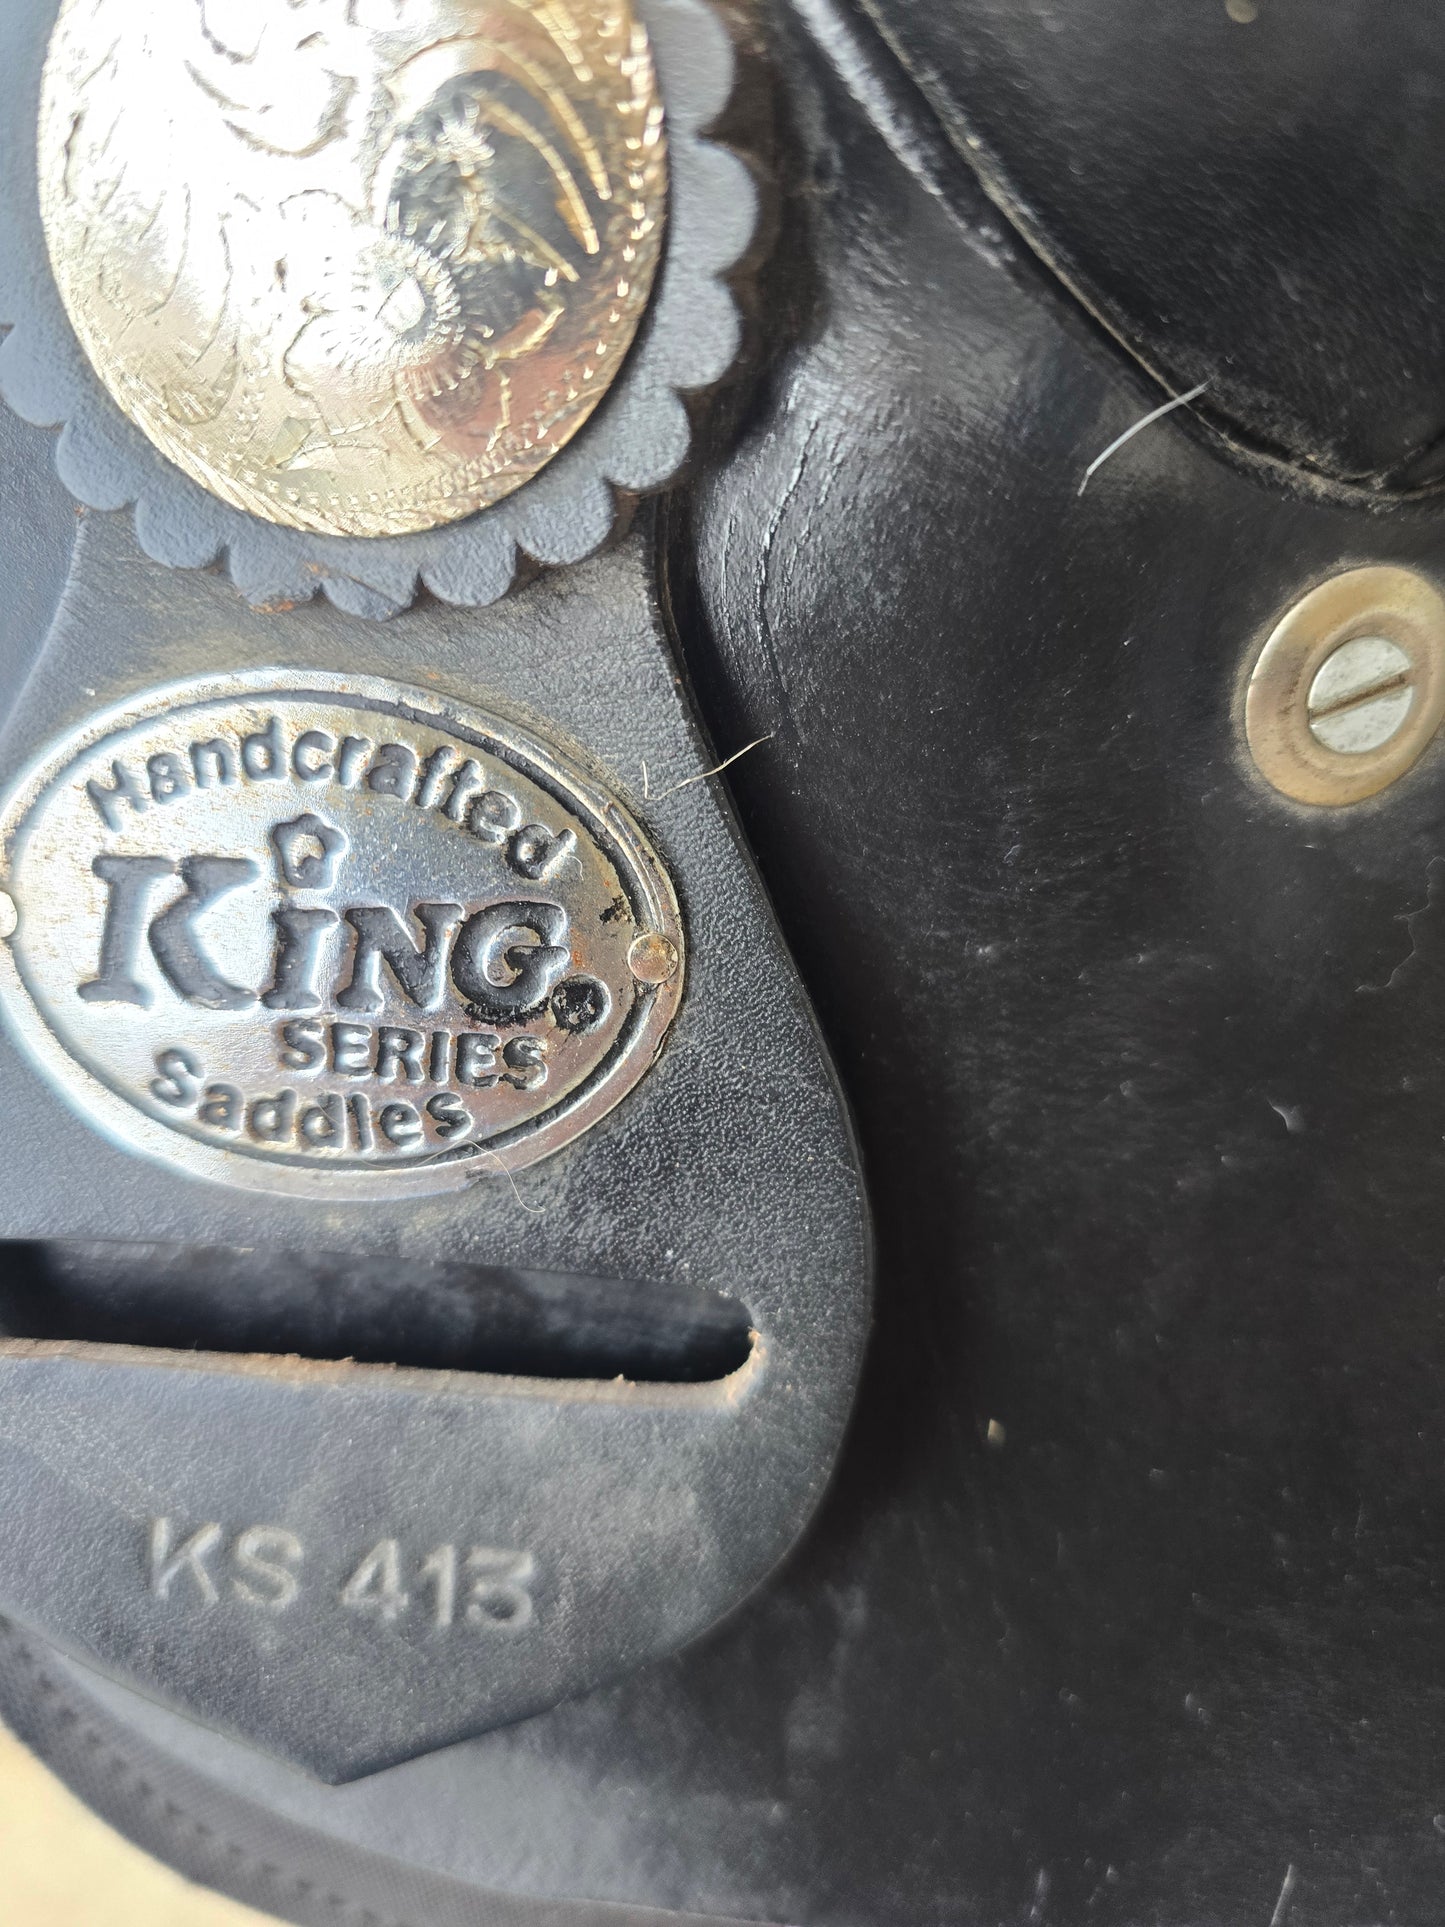 Handcrafted
KING
SERIES
Saddles
KS 413